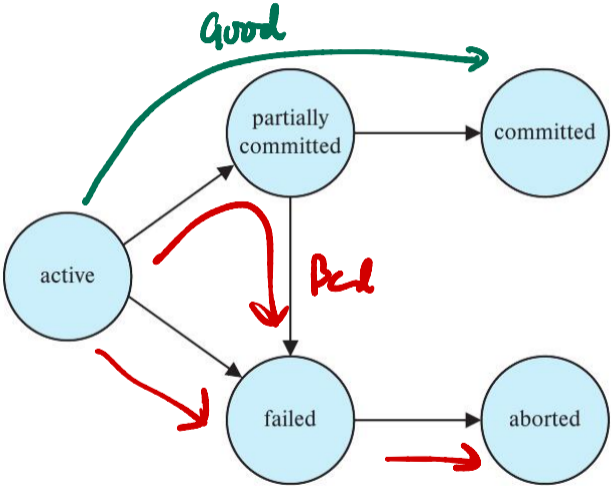 Good
partially
committed
committed
active
Bad
failed
aborted